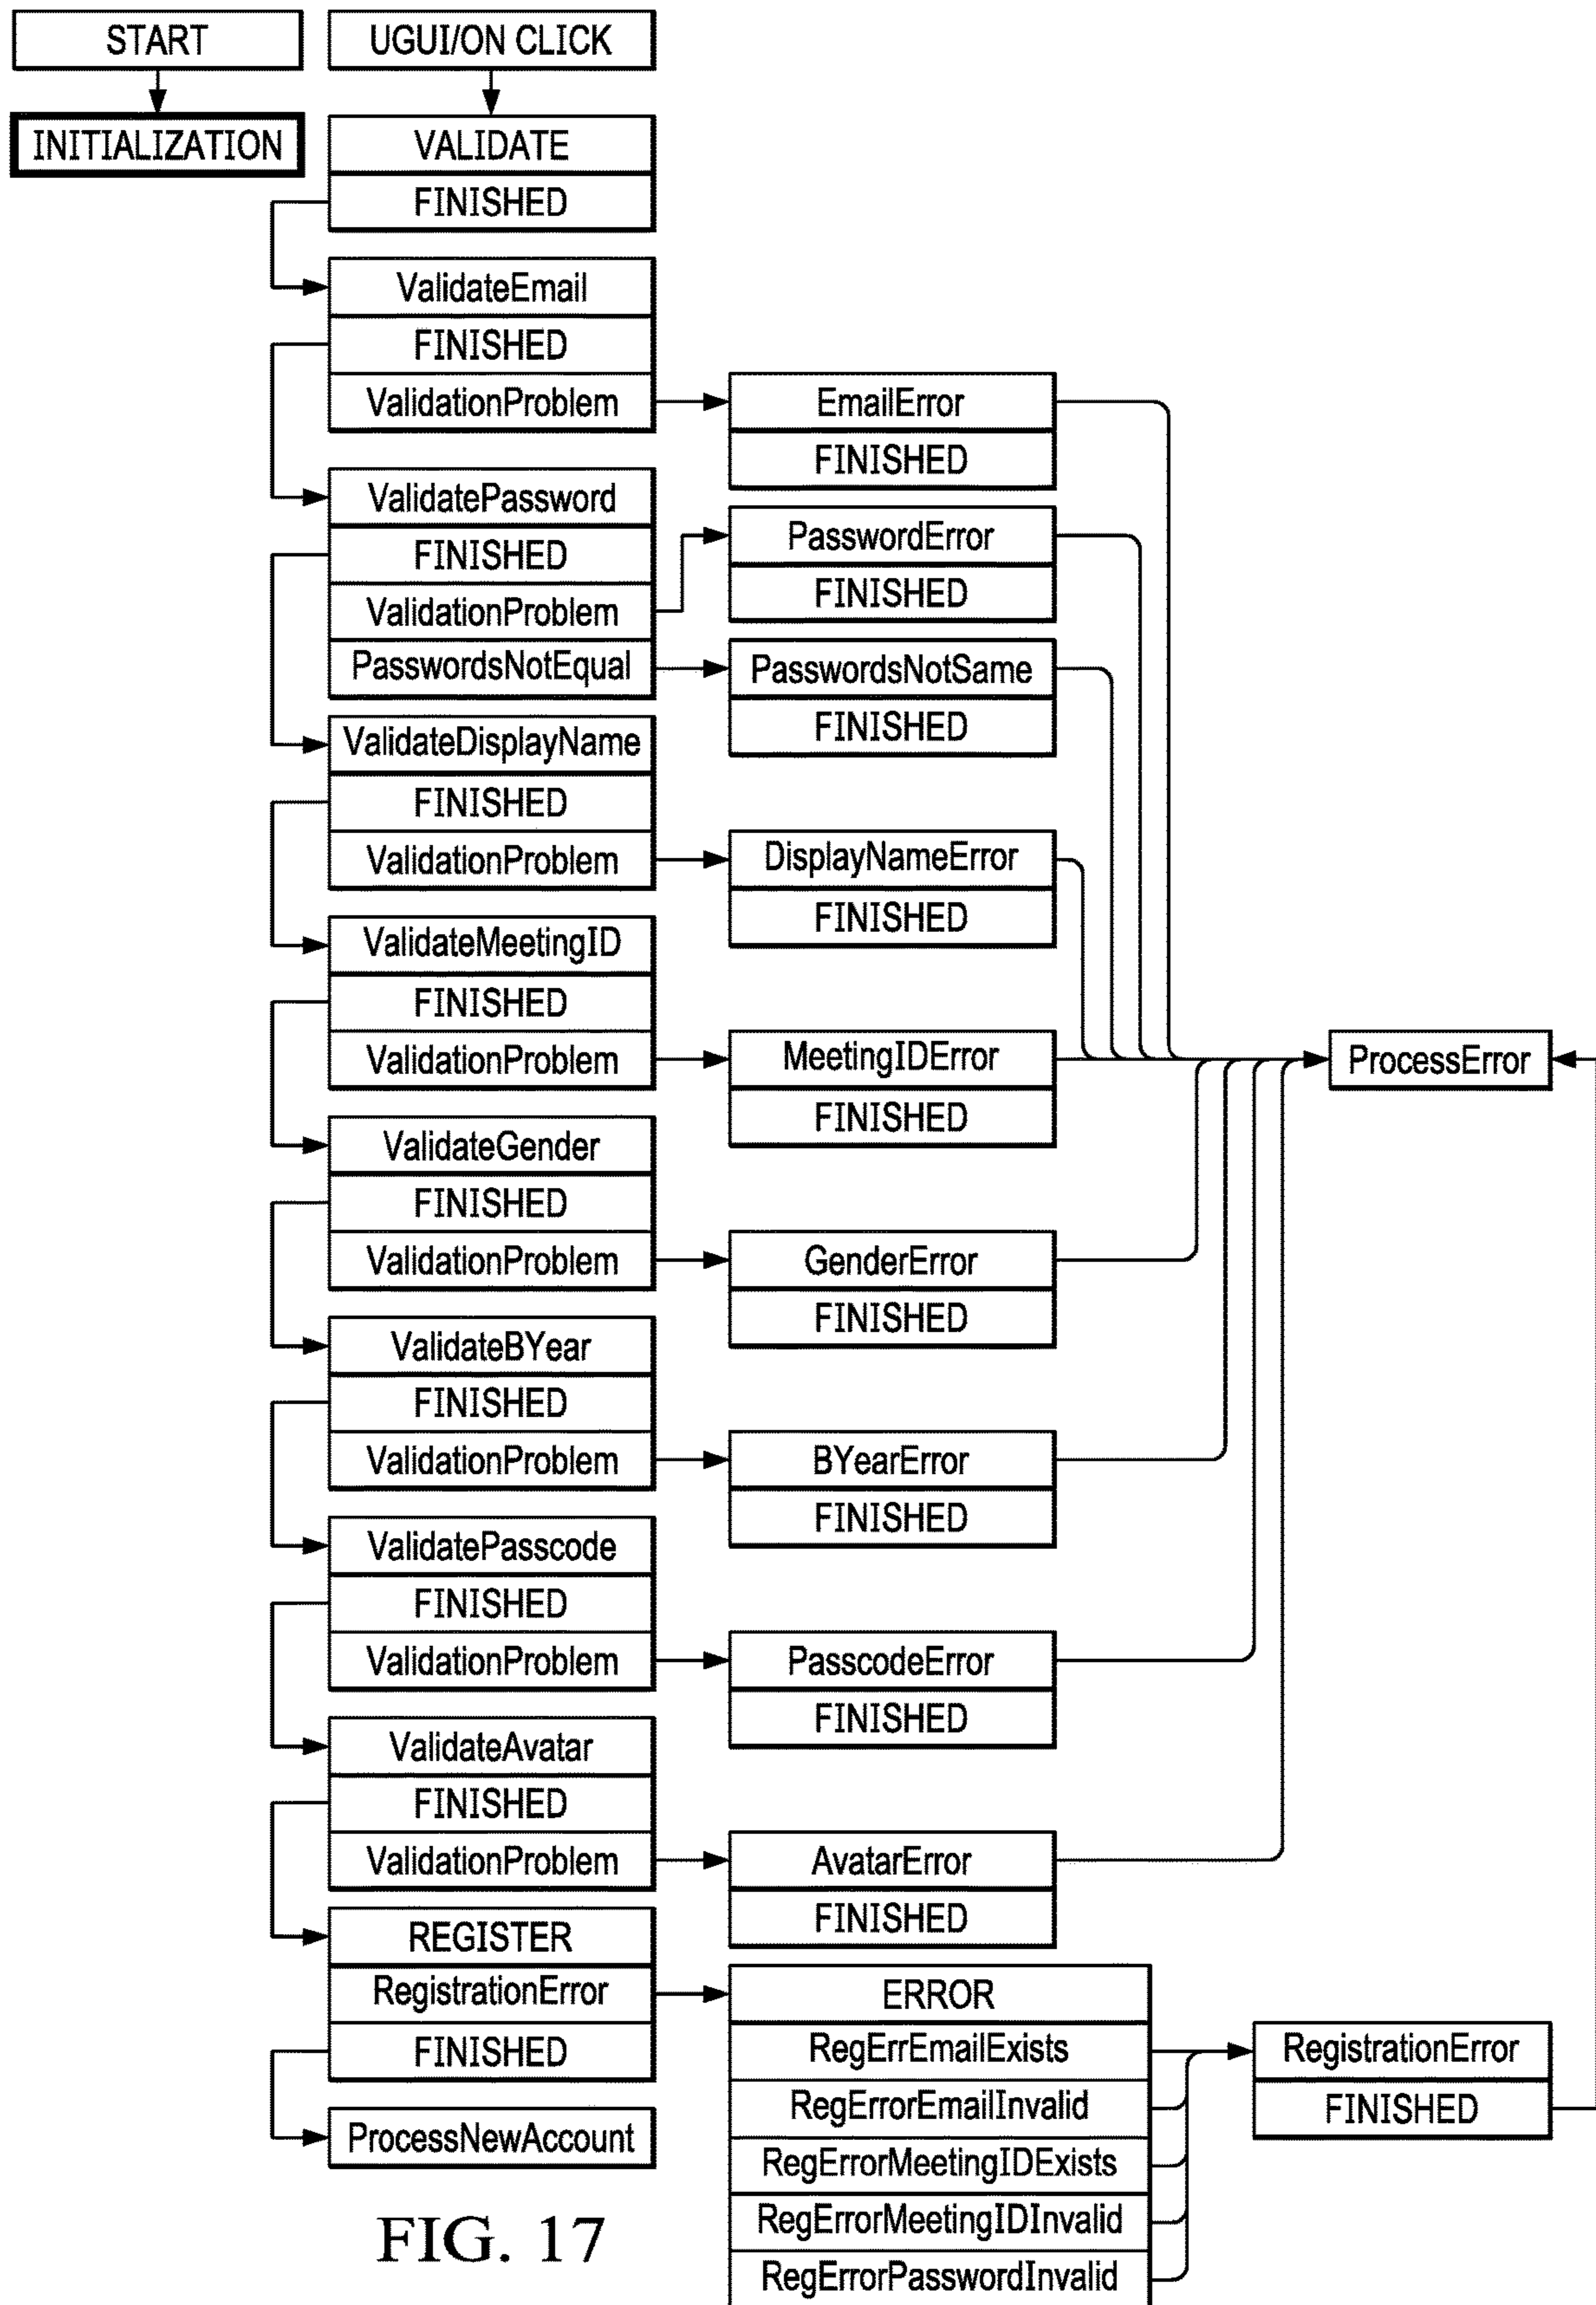 START
UGUI/ON CLICK
INITIALIZATION
VALIDATE
FINISHED
ValidateEmail
FINISHED
ValidationProblem
EmailError
FINISHED
ValidatePassword
FINISHED
ValidationProblem
PasswordsNotEqual
PasswordError
FINISHED
PasswordsNotSame
FINISHED
ValidateDisplayName
FINISHED
ValidationProblem
DisplayNameError
FINISHED
ValidateMeetingID
FINISHED
ValidationProblem
MeetingIDError
FINISHED
ProcessError
ValidateGender
FINISHED
ValidationProblem
GenderError
FINISHED
ValidateBYear
FINISHED
ValidationProblem
BYearError
FINISHED
ValidatePasscode
FINISHED
ValidationProblem
PasscodeError
FINISHED
ValidateAvatar
FINISHED
ValidationProblem
AvatarError
FINISHED
REGISTER
RegistrationError
FINISHED
ProcessNewAccount
ERROR
RegErrEmailExists
RegErrorEmailInvalid
RegErrorMeetingIDExists
RegErrorMeetingIDInvalid
RegErrorPasswordInvalid
RegistrationError
FINISHED
FIG. 17